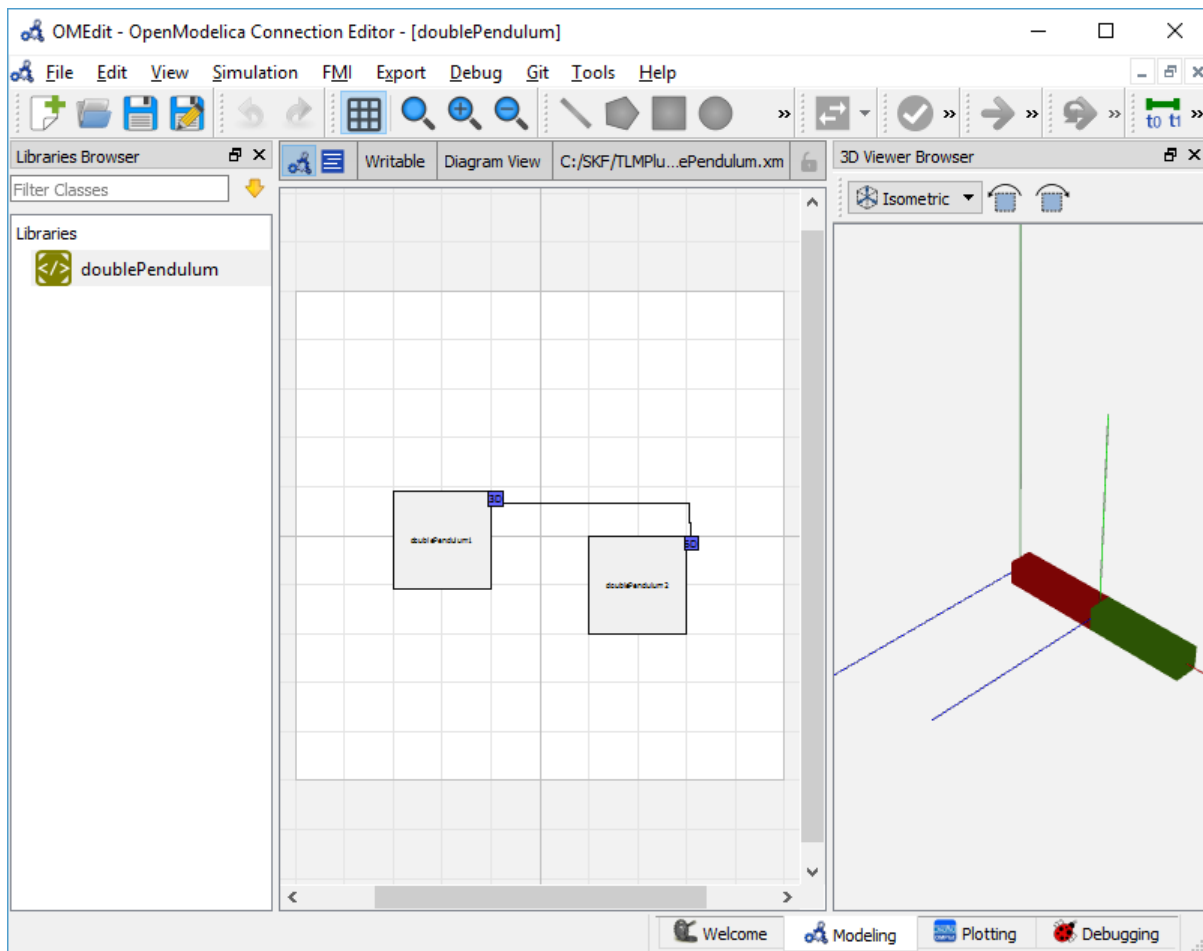 OMEdit - OpenModelica Connection Editor - [doublePendulum]
File Edit View Simulation FMI Export Debug Git Tools Help
t0 t1
Libraries Browser
Filter Classes
Libraries
doublePendulum
Writable
Diagram View
C:/SKF/TLMPlu...ePendulum.xm
3D
doublePendulum1
3D
doublePendulum2
3D Viewer Browser
Isometric
Welcome
Modeling
Plotting
Debugging